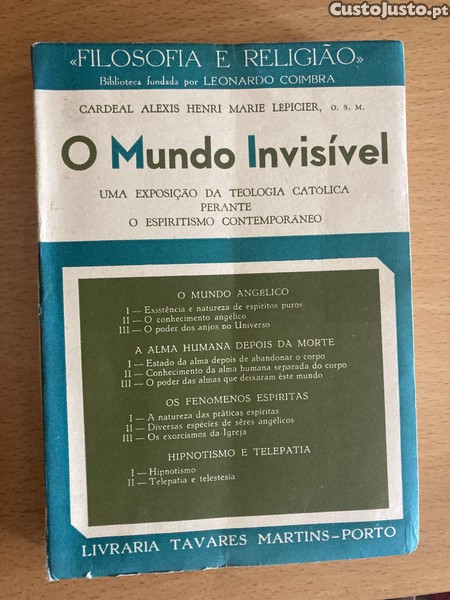 CustoJusto.pt
«FILOSOFIA E RELIGIÃO»
Biblioteca fundada por LEONARDO COIMBRA
CARDEAL ALEXIS HENRI MARIE LÉPICIER, O. S. M.
O Mundo Invisível
UMA EXPOSIÇÃO DA TEOLOGIA CATÓLICA
PERANTE
O ESPIRITISMO CONTEMPORÂNEO
O MUNDO ANGÉLICO
I — Existência e natureza de espíritos puros
II — O conhecimento angélico
III — O poder dos anjos no Universo
A ALMA HUMANA DEPOIS DA MORTE
I — Estado da alma depois de abandonar o corpo
II — Conhecimento da alma humana separada do corpo
III — O poder das almas que deixaram êste mundo
OS FENÓMENOS ESPIRITAS
I — A natureza das práticas espíritas
II — Diversas espécies de sêres angélicos
III — Os exorcismos da Igreja
HIPNOTISMO E TELEPATIA
I — Hipnotismo
II — Telepatia e telestesia
LIVRARIA TAVARES MARTINS—PORTO